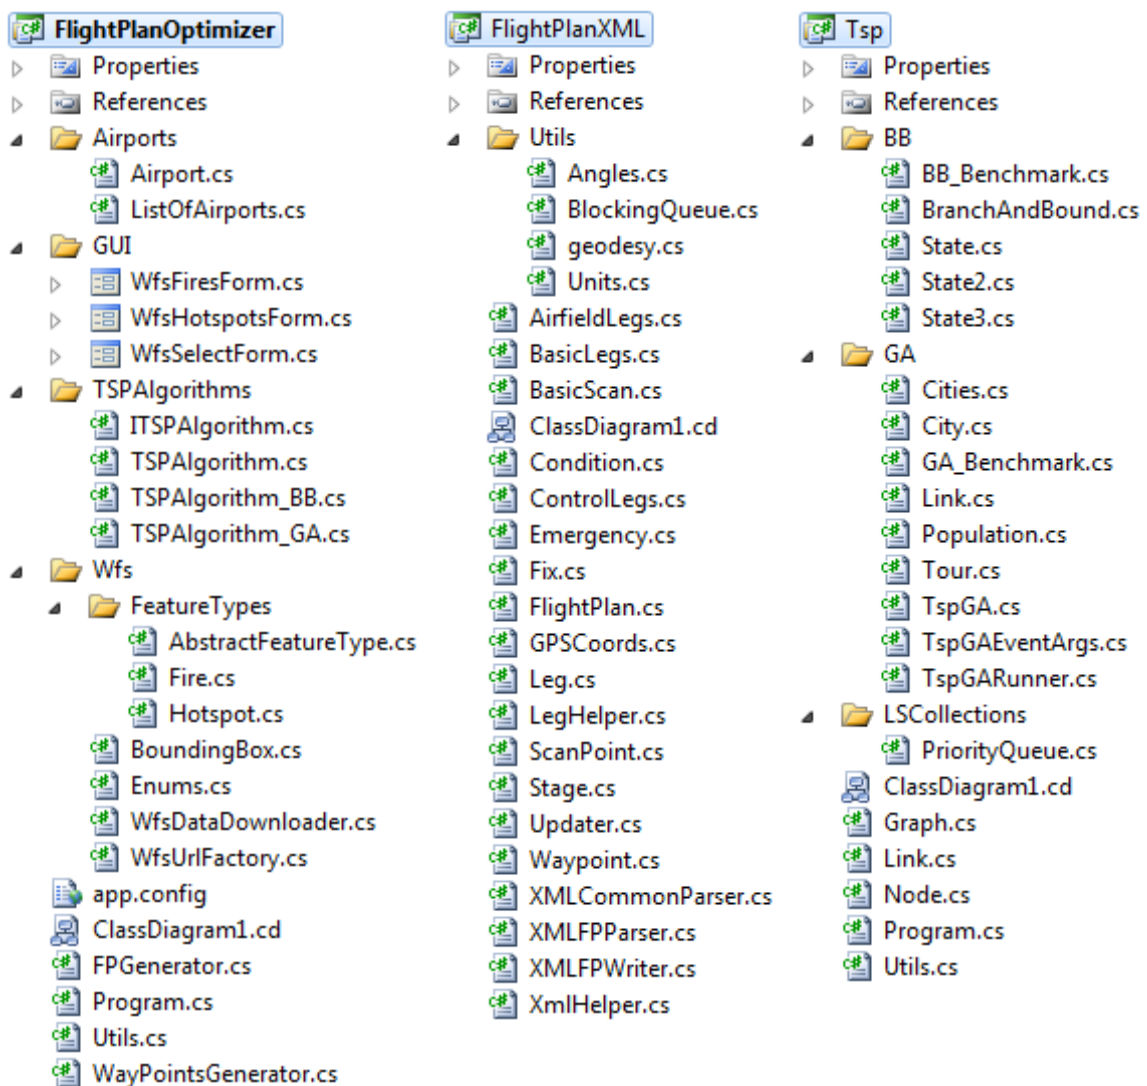 FlightPlanOptimizer
Properties
References
Airports
Airport.cs
ListOfAirports.cs
GUI
WfsFiresForm.cs
WfsHotspotsForm.cs
WfsSelectForm.cs
TSPAlgorithms
ITSPAlgorithm.cs
TSPAlgorithm.cs
TSPAlgorithm_BB.cs
TSPAlgorithm_GA.cs
Wfs
FeatureTypes
AbstractFeatureType.cs
Fire.cs
Hotspot.cs
BoundingBox.cs
Enums.cs
WfsDataDownloader.cs
WfsUrlFactory.cs
app.config
ClassDiagram1.cd
FPGenerator.cs
Program.cs
Utils.cs
WayPointsGenerator.cs
FlightPlanXML
Properties
References
Utils
Angles.cs
BlockingQueue.cs
geodesy.cs
Units.cs
AirfieldLegs.cs
BasicLegs.cs
BasicScan.cs
ClassDiagram1.cd
Condition.cs
ControlLegs.cs
Emergency.cs
Fix.cs
FlightPlan.cs
GPSCoords.cs
Leg.cs
LegHelper.cs
ScanPoint.cs
Stage.cs
Updater.cs
Waypoint.cs
XMLCommonParser.cs
XMLFPParser.cs
XMLFPWriter.cs
XmlHelper.cs
Tsp
Properties
References
BB
BB_Benchmark.cs
BranchAndBound.cs
State.cs
State2.cs
State3.cs
GA
Cities.cs
City.cs
GA_Benchmark.cs
Link.cs
Population.cs
Tour.cs
TspGA.cs
TspGAEventArgs.cs
TspGARunner.cs
LSCollections
PriorityQueue.cs
ClassDiagram1.cd
Graph.cs
Link.cs
Node.cs
Program.cs
Utils.cs